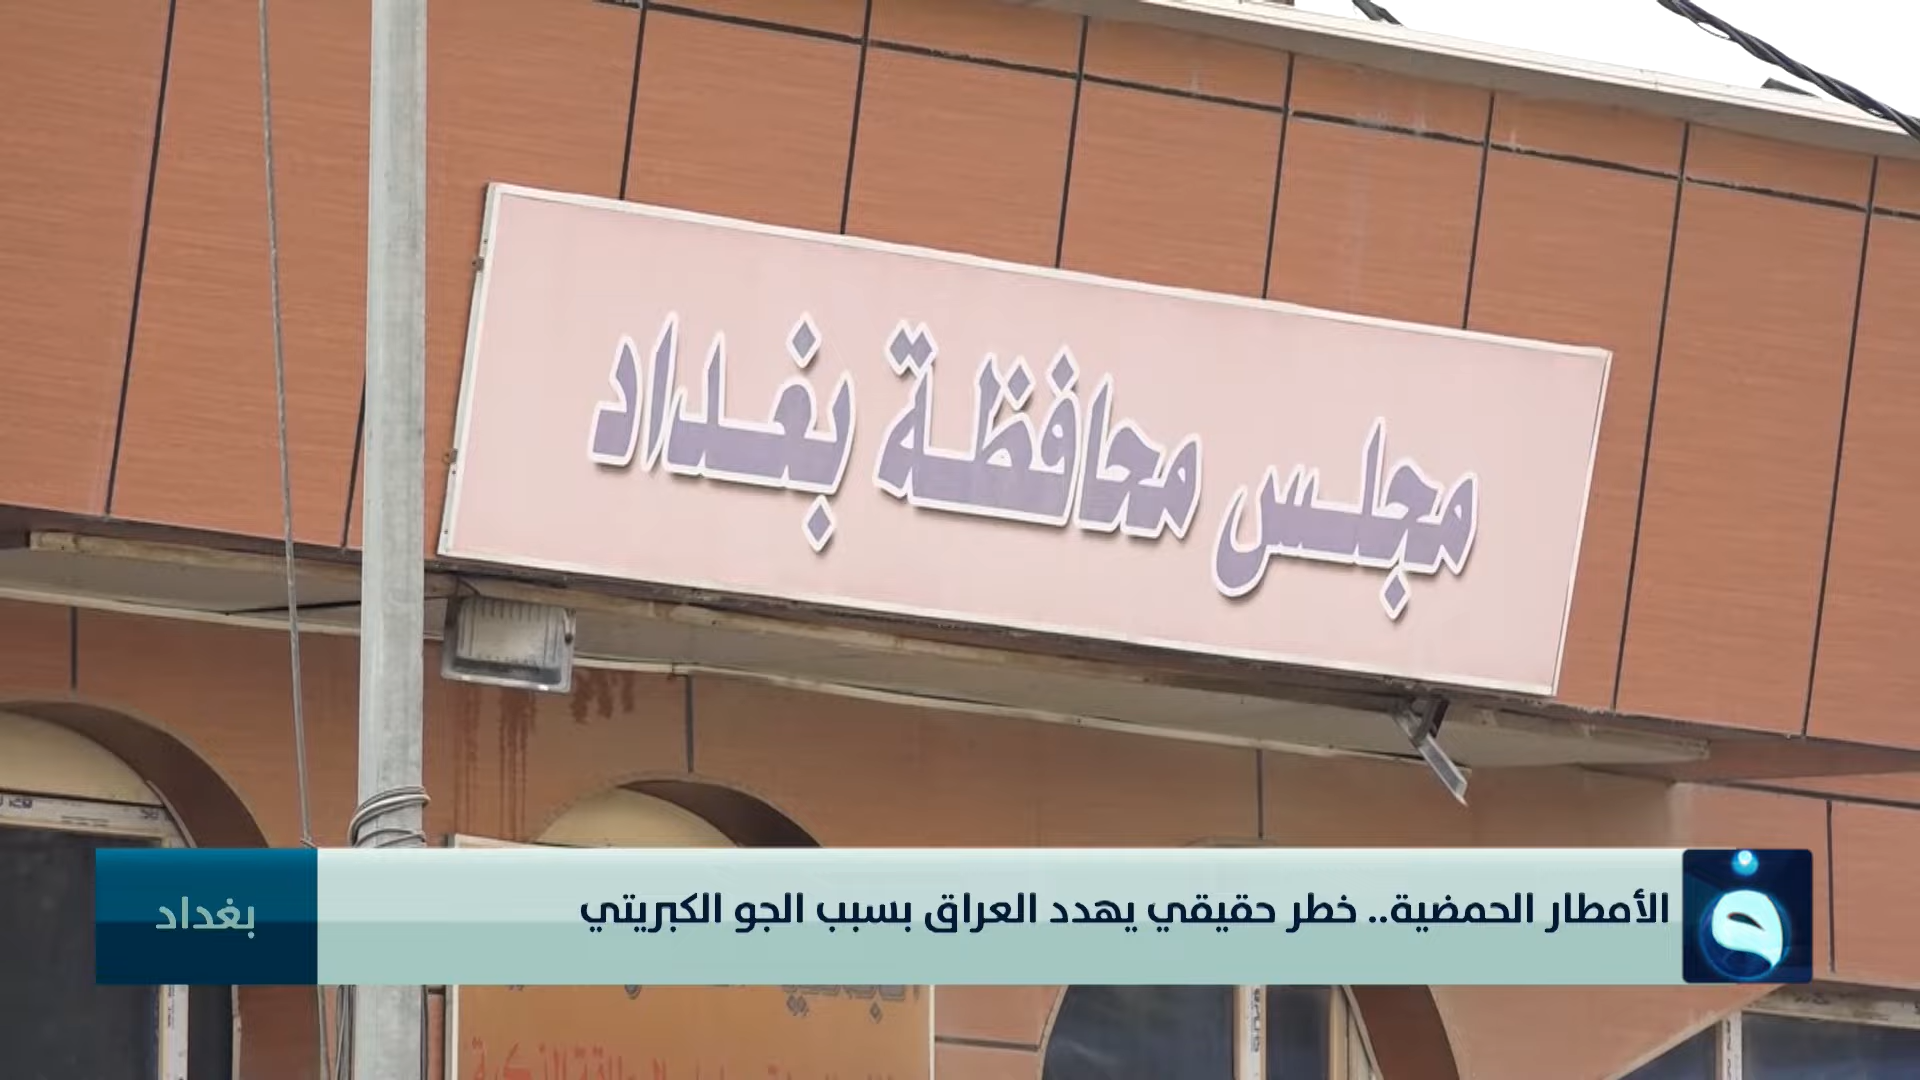 مجلس محافظة بغداد
الأمطار الحمضية.. خطر حقيقي يهدد العراق بسبب الجو الكبريتي
بغداد